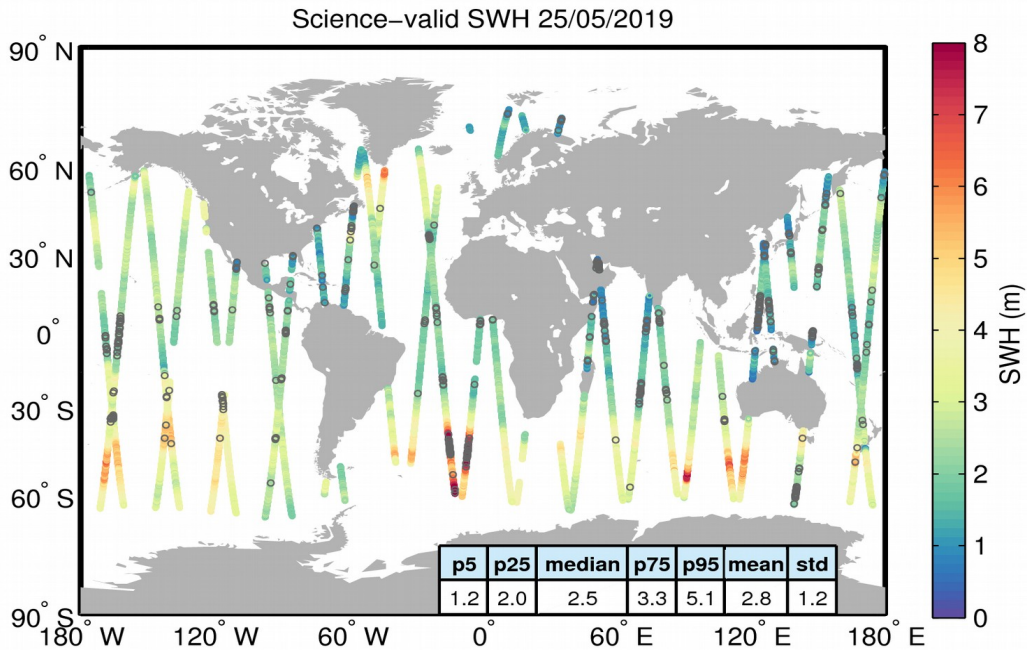 Science−valid SWH 25/05/2019
90° N
60° N
30° N
0°
30° S
60° S
90° S
180° W 120° W 60° W 0° 60° E 120° E 180° E
p5 p25 median p75 p95 mean std
1.2 2.0 2.5 3.3 5.1 2.8 1.2
8
7
6
5
4
3
2
1
0
SWH (m)